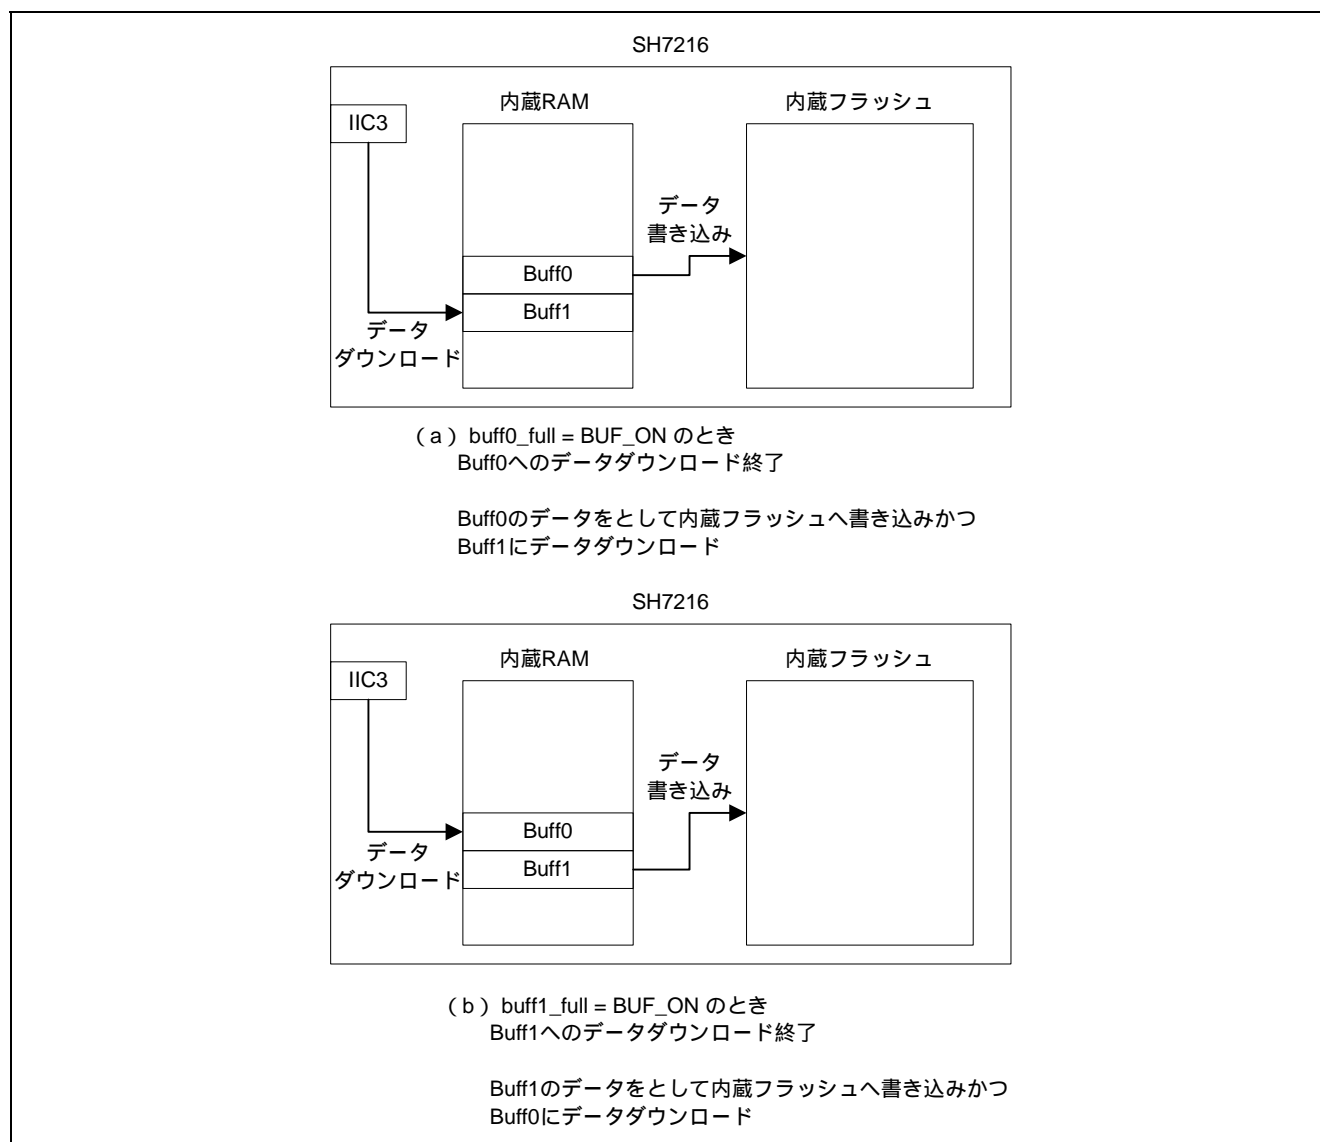 SH7216
内蔵RAM
内蔵フラッシュ
IIC3
データ
書き込み
Buff0
Buff1
データ
ダウンロード
（a）buff0_full = BUF_ON のとき
Buff0へのデータダウンロード終了
Buff0のデータをとして内蔵フラッシュへ書き込みかつ
Buff1にデータダウンロード
SH7216
内蔵RAM
内蔵フラッシュ
IIC3
データ
書き込み
Buff0
Buff1
データ
ダウンロード
（b）buff1_full = BUF_ON のとき
Buff1へのデータダウンロード終了
Buff1のデータをとして内蔵フラッシュへ書き込みかつ
Buff0にデータダウンロード